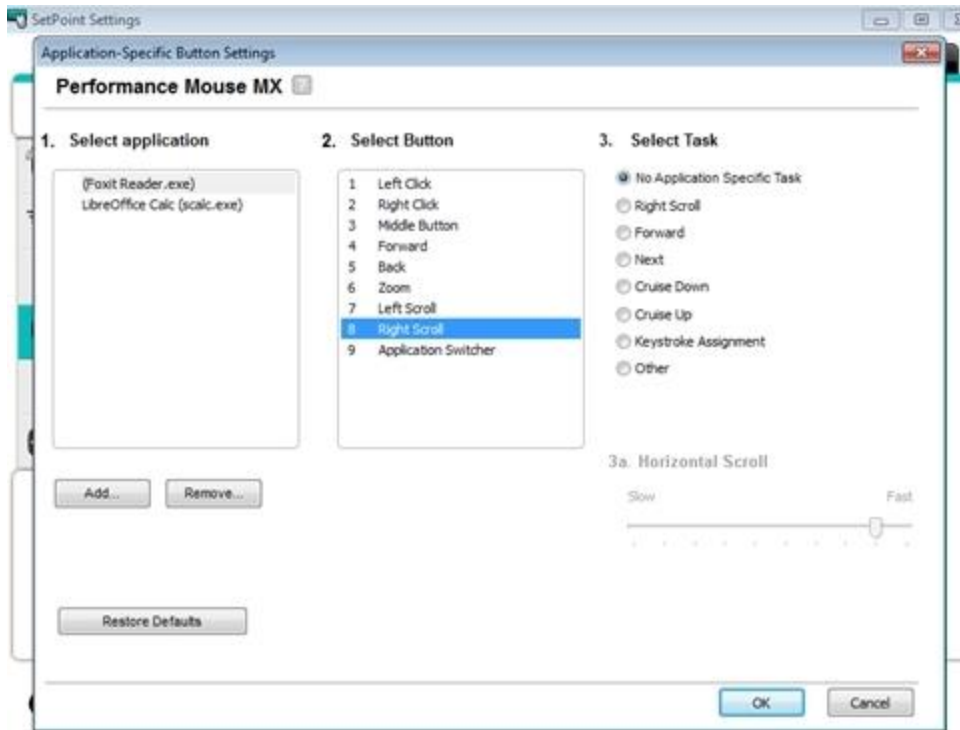 SetPoint Settings
Application-Specific Button Settings
Performance Mouse MX ?
1. Select application
(Foxit Reader.exe)
LibreOffice Calc (scalc.exe)
Add...
Remove...
Restore Defaults
2. Select Button
1 Left Click
2 Right Click
3 Middle Button
4 Forward
5 Back
6 Zoom
7 Left Scroll
8 Right Scroll
9 Application Switcher
3. Select Task
No Application Specific Task
Right Scroll
Forward
Next
Cruise Down
Cruise Up
Keystroke Assignment
Other
3a. Horizontal Scroll
Slow Fast
OK
Cancel